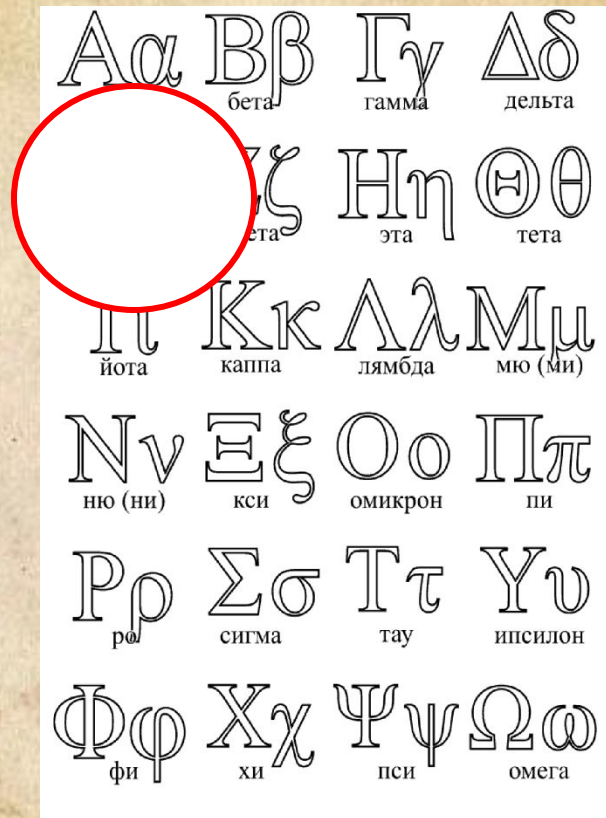 Αα Ββ Γγ Δδ
бета гамма дельта
ζ Ηη Θθ
ета эта тета
Ιι Κκ Λλ Μμ
йота каппа лямбда мю (ми)
Νν Ξξ Οο Ππ
ню (ни) кси омикрон пи
Ρρ Σσ Ττ Υυ
ро сигма тау ипсилон
Φφ Χχ Ψψ Ωω
фи хи пси омега